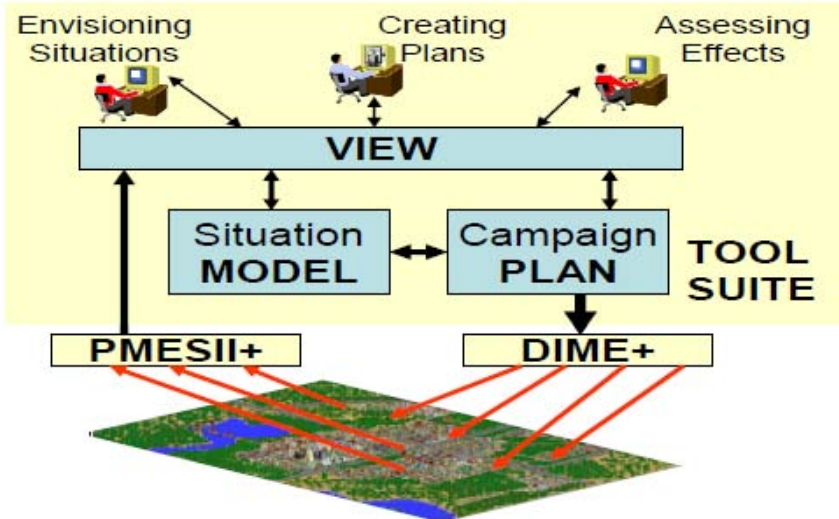 Envisioning
Situations
Creating
Plans
Assessing
Effects
VIEW
Situation
MODEL
Campaign
PLAN
TOOL
SUITE
PMESII+
DIME+